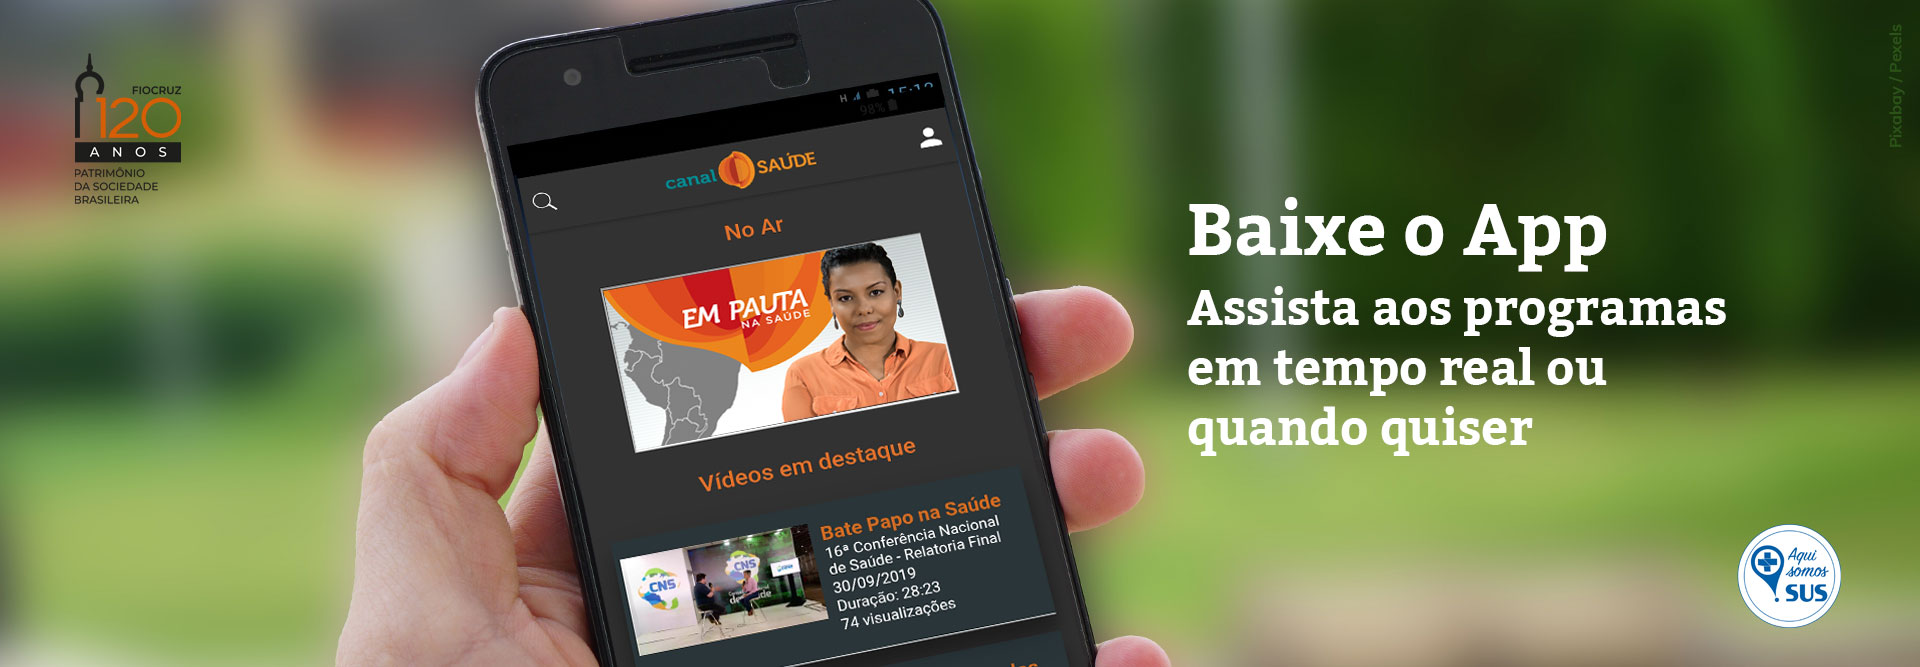 FIOCRUZ
120
ANOS
PATRIMÔNIO
DA SOCIEDADE
BRASILEIRA
H
98%
canal SAÚDE
No Ar
EM PAUTA
NA SAÚDE
Vídeos em destaque
Bate Papo na Saúde
16ª Conferência Nacional
de Saúde - Relatoria Final
30/09/2019
Duração: 28:23
74 visualizações
CNS
CNS
Baixe o App
Assista aos programas
em tempo real ou
quando quiser
Pixabay / Pexels
Aqui
somos
SUS